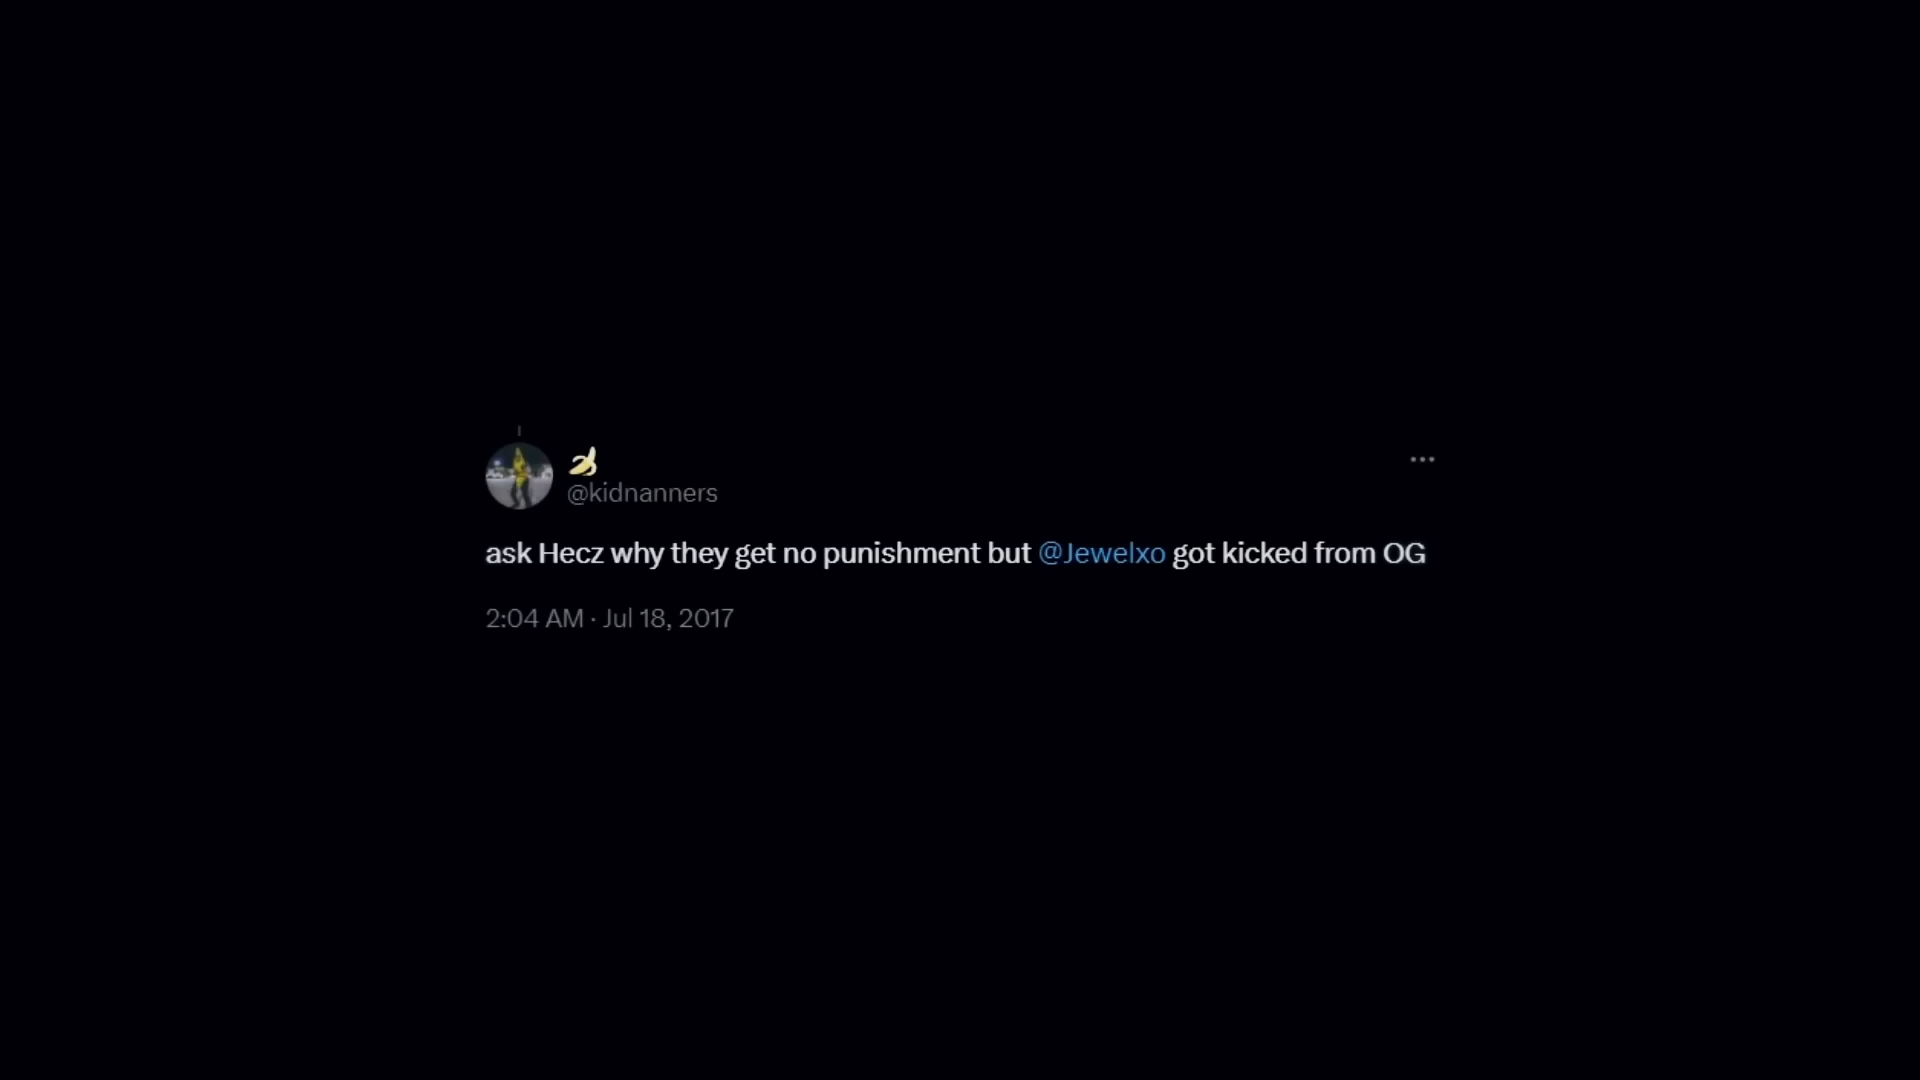 🍌
@kidnanners
ask Hecz why they get no punishment but @Jewelxo got kicked from OG
2:04 AM · Jul 18, 2017